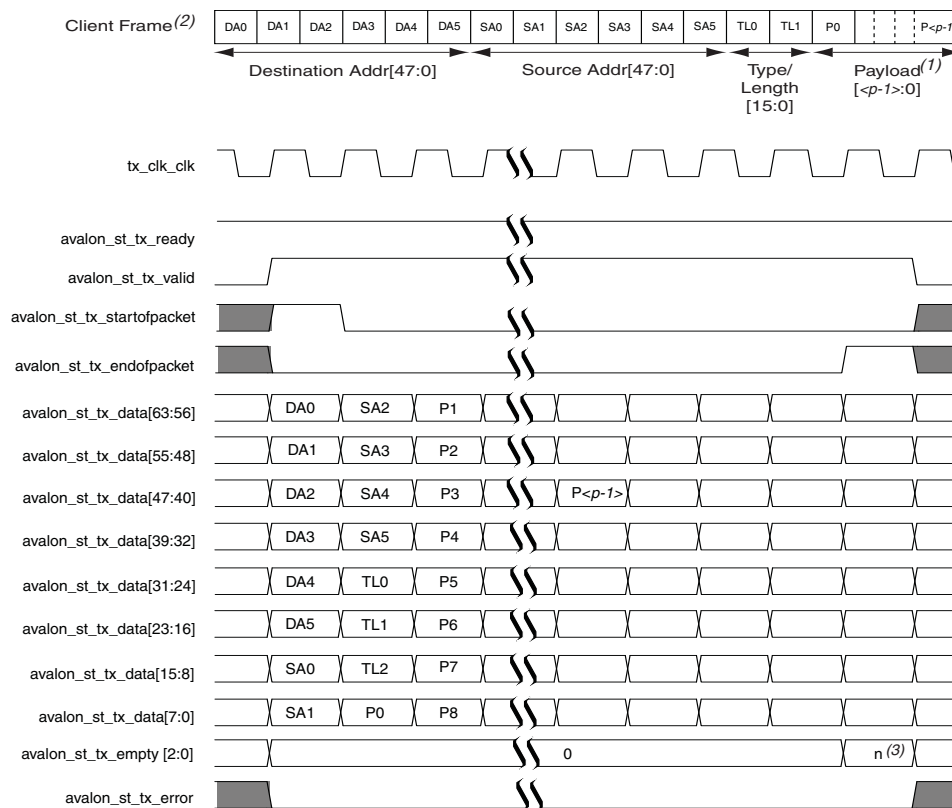 Client Frame(2) DA0 DA1 DA2 DA3 DA4 DA5 SA0 SA1 SA2 SA3 SA4 SA5 TL0 TL1 P0 P<p-1
Destination Addr[47:0] Source Addr[47:0] Type/ Length [15:0] Payload(1) [<p-1>:0]
tx_clk_clk
avalon_st_tx_ready
avalon_st_tx_valid
avalon_st_tx_startofpacket
avalon_st_tx_endofpacket
avalon_st_tx_data[63:56] DA0 SA2 P1
avalon_st_tx_data[55:48] DA1 SA3 P2
avalon_st_tx_data[47:40] DA2 SA4 P3 P<p-1>
avalon_st_tx_data[39:32] DA3 SA5 P4
avalon_st_tx_data[31:24] DA4 TL0 P5
avalon_st_tx_data[23:16] DA5 TL1 P6
avalon_st_tx_data[15:8] SA0 TL2 P7
avalon_st_tx_data[7:0] SA1 P0 P8
avalon_st_tx_empty [2:0] 0 n(3)
avalon_st_tx_error